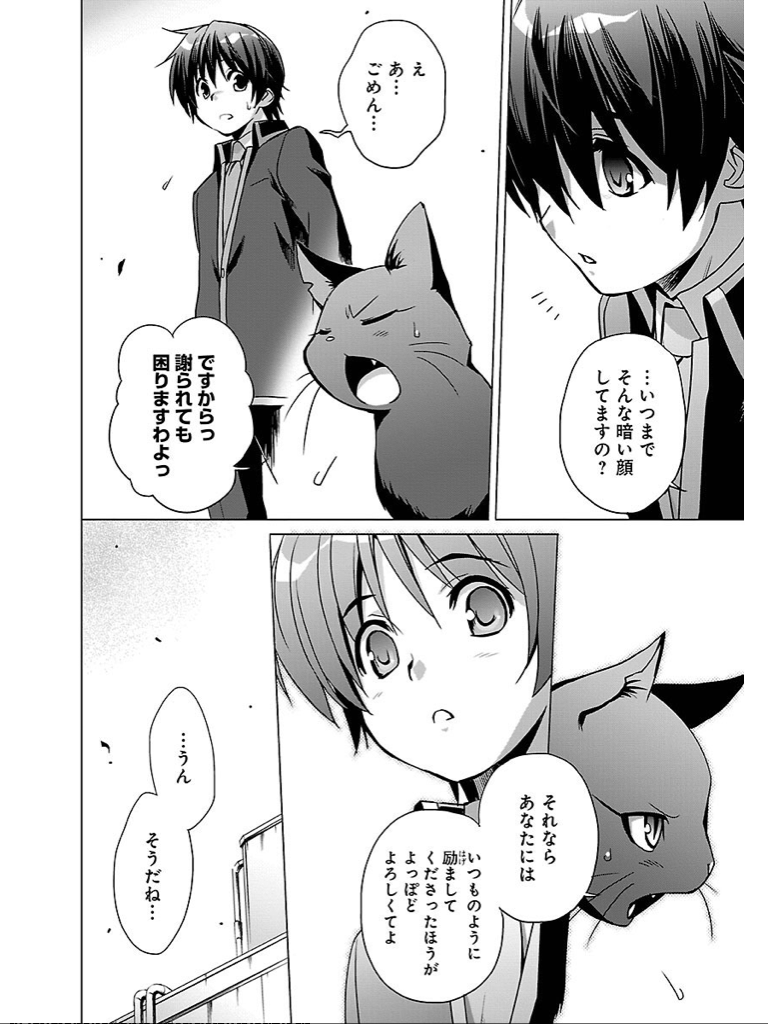 …いつまで
そんな暗い顔
してますの？
え
あ…
ごめん…
ですからっ
謝られても
困りますわよっ
それなら
あなたには
いつものように
励まして
はげ
くださったほうが
よっぽど
よろしくてよ
…うん
そうだね…